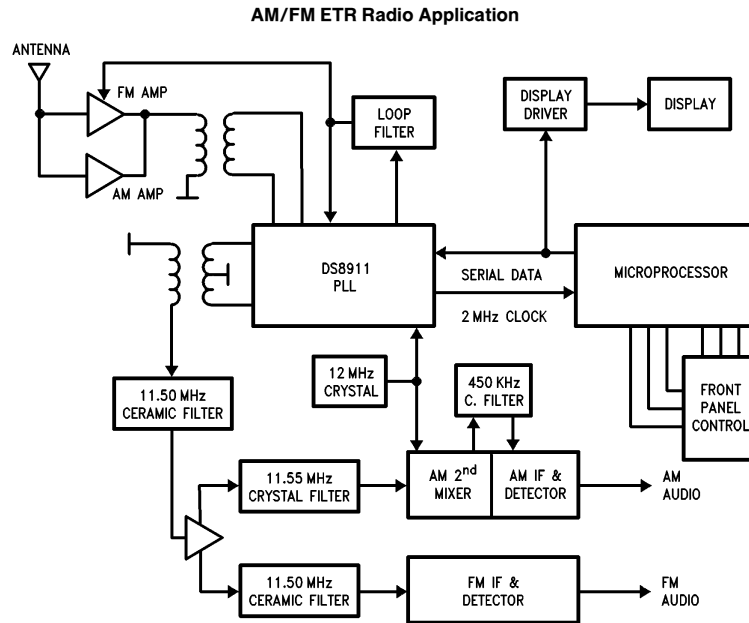 AM/FM ETR Radio Application
ANTENNA
FM AMP
AM AMP
LOOP
FILTER
DISPLAY
DRIVER
DISPLAY
DS8911
PLL
SERIAL DATA
2 MHz CLOCK
MICROPROCESSOR
12 MHz
CRYSTAL
450 KHz
C. FILTER
FRONT
PANEL
CONTROL
11.50 MHz
CERAMIC FILTER
11.55 MHz
CRYSTAL FILTER
AM 2nd
MIXER
AM IF &
DETECTOR
AM
AUDIO
11.50 MHz
CERAMIC FILTER
FM IF &
DETECTOR
FM
AUDIO